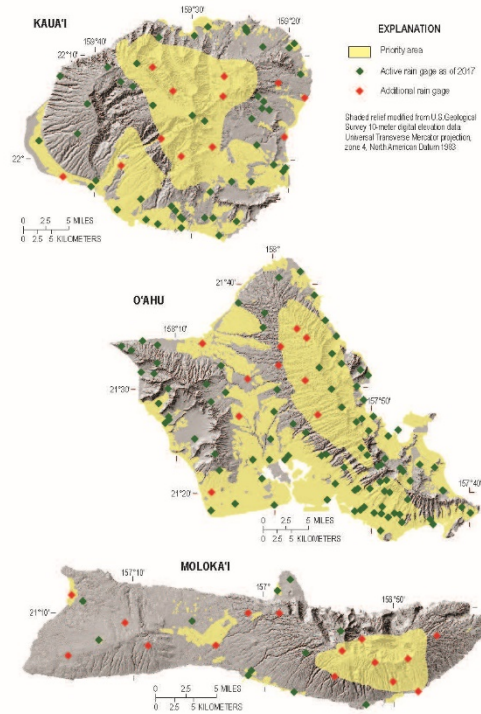 KAUA'I
159°40'
159°30'
159°20'
22°10'
22°
0 2.5 5 MILES
0 2.5 5 KILOMETERS
EXPLANATION
Priority area
Active rain gage as of 2017
Additional rain gage
Shaded relief modified from U.S.Geological
Survey 10-meter digital elevation data
Universal Transverse Mercator projection,
zone 4, North American Datum 1983
O'AHU
158°10'
158°
157°50'
157°40'
21°40'
21°30'
21°20'
0 2.5 5 MILES
0 2.5 5 KILOMETERS
MOLOKA'I
157°10'
157°
156°50'
21°10'
0 2.5 5 MILES
0 2.5 5 KILOMETERS